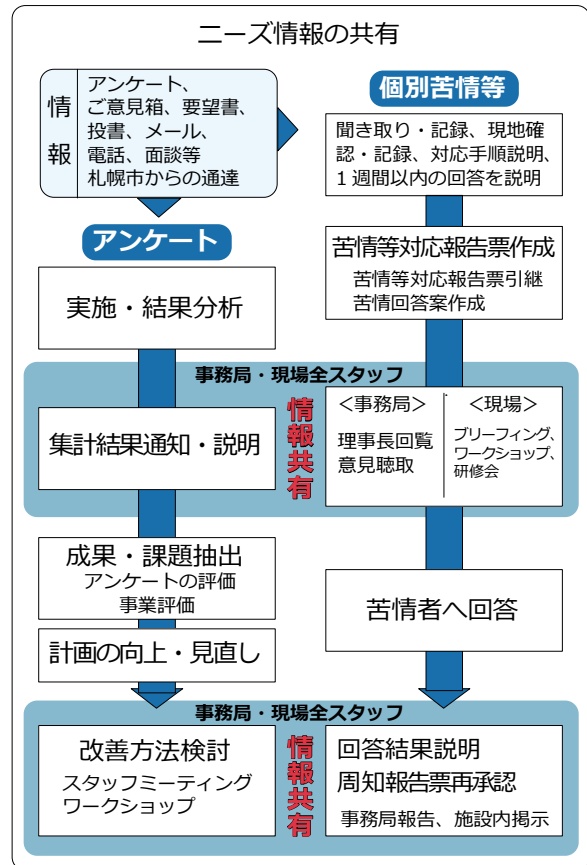 ニーズ情報の共有
情報
アンケート、
ご意見箱、要望書、
投書、メール、
電話、面談等
札幌市からの通達
個別苦情等
聞き取り・記録、現地確
認・記録、対応手順説明、
1週間以内の回答を説明
アンケート
実施・結果分析
苦情等対応報告票作成
苦情等対応報告票引継
苦情回答案作成
事務局・現場全スタッフ
集計結果通知・説明
情報共有
＜事務局＞
理事長回覧
意見聴取
＜現場＞
ブリーフィング、
ワークショップ、
研修会
成果・課題抽出
アンケートの評価
事業評価
計画の向上・見直し
苦情者へ回答
事務局・現場全スタッフ
改善方法検討
スタッフミーティング
ワークショップ
情報共有
回答結果説明
周知報告票再承認
事務局報告、施設内掲示